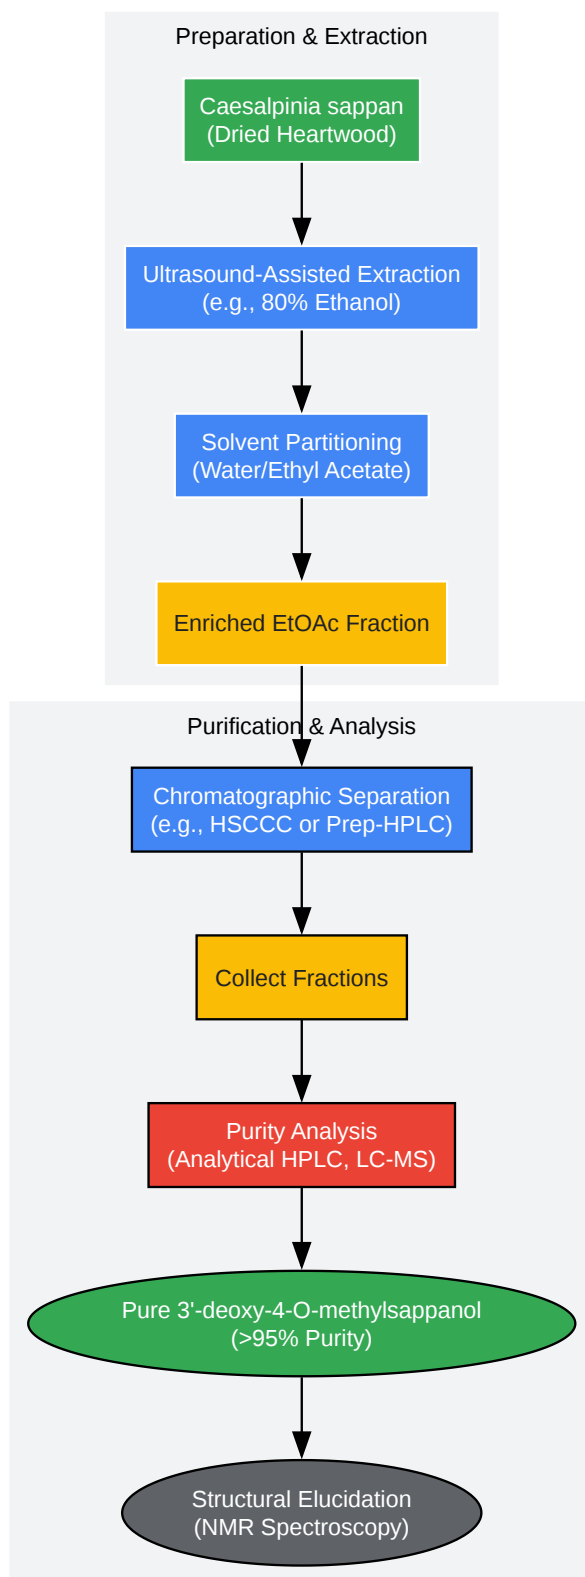 Preparation & Extraction
Caesalpinia sappan
(Dried Heartwood)
Ultrasound-Assisted Extraction
(e.g., 80% Ethanol)
Solvent Partitioning
(Water/Ethyl Acetate)
Enriched EtOAc Fraction
Purification & Analysis
Chromatographic Separation
(e.g., HSCCC or Prep-HPLC)
Collect Fractions
Purity Analysis
(Analytical HPLC, LC-MS)
Pure 3'-deoxy-4-O-methylsappanol
(>95% Purity)
Structural Elucidation
(NMR Spectroscopy)